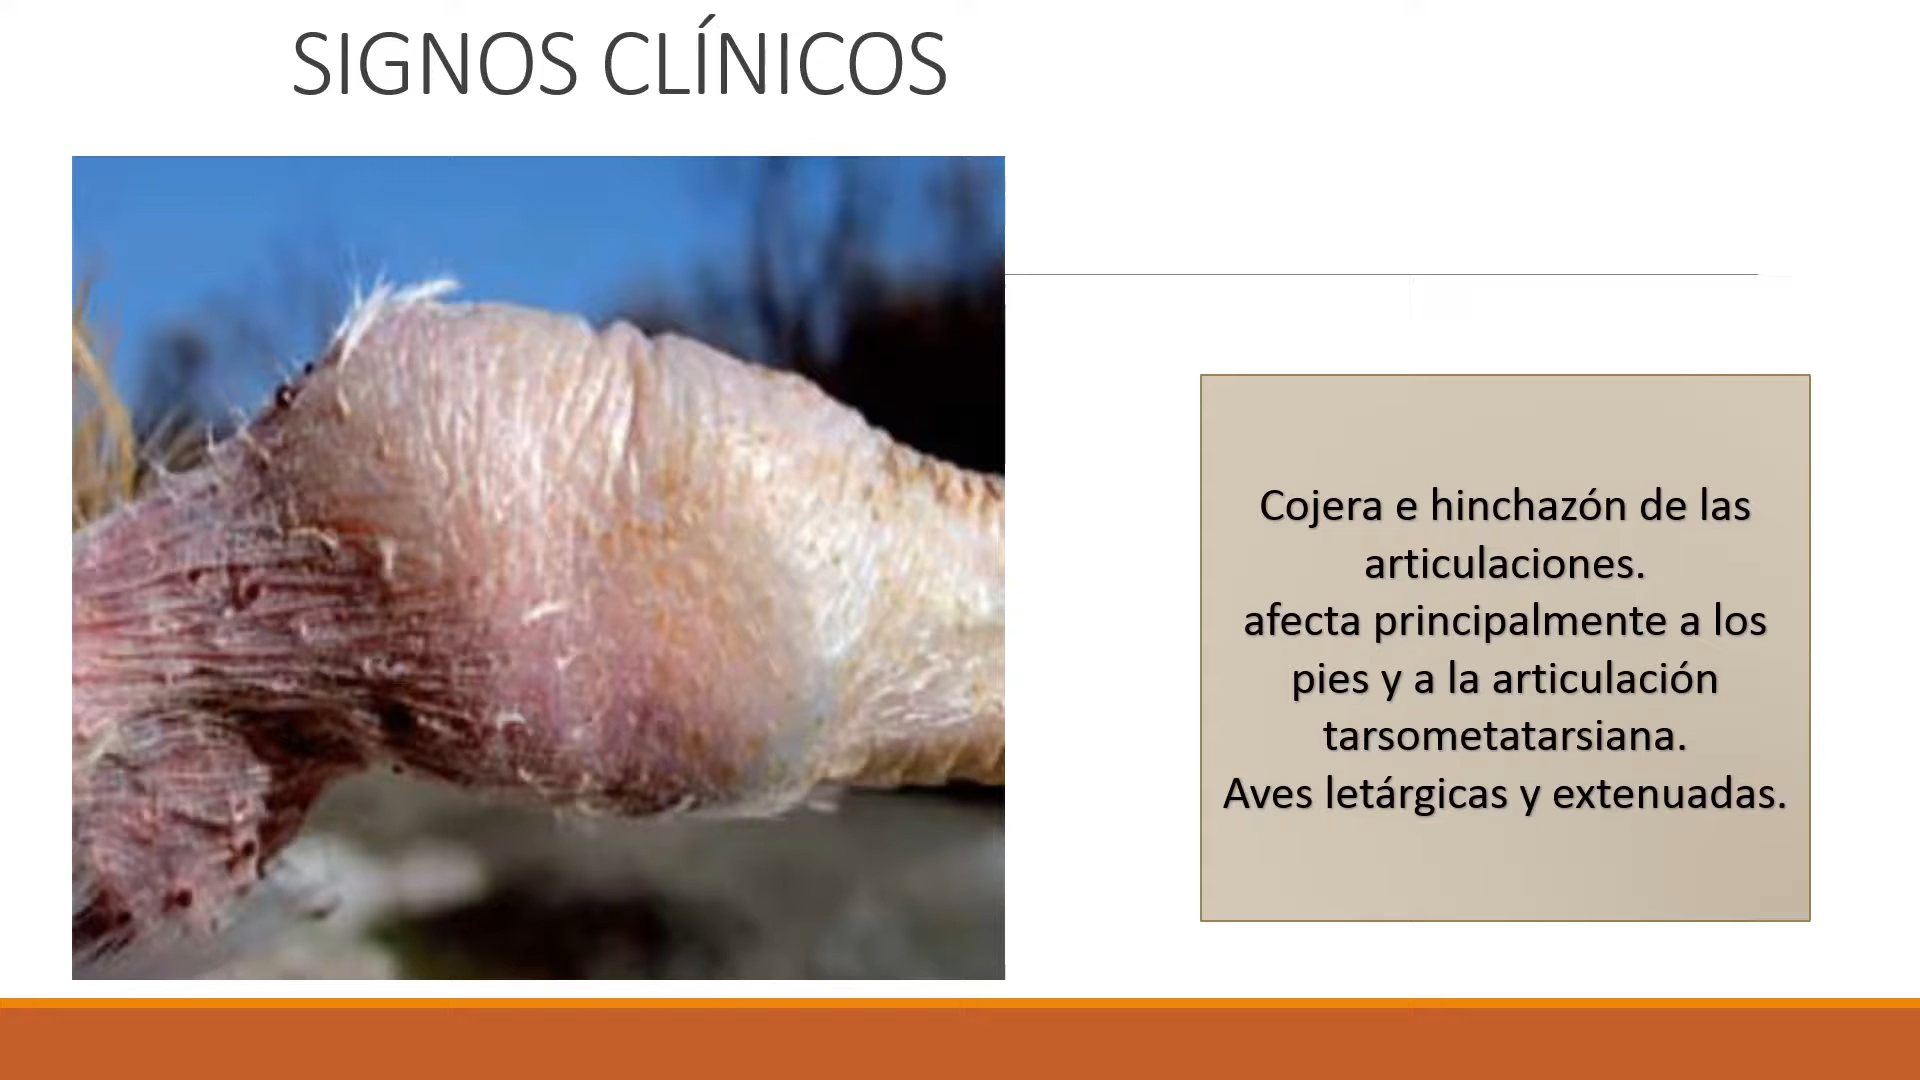 SIGNOS CLÍNICOS
Cojera e hinchazón de las
articulaciones.
afecta principalmente a los
pies y a la articulación
tarsometatarsiana.
Aves letárgicas y extenuadas.